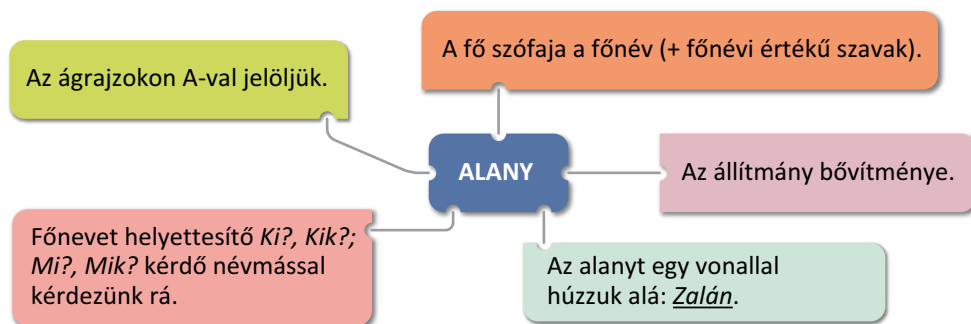 A fő szófaja a főnév (+ főnévi értékű szavak).
Az ágrajzokon A-val jelöljük.
ALANY
Az állítmány bővítménye.
Főnevet helyettesítő Ki?, Kik?;
Mi?, Mik? kérdő névmással
kérdezünk rá.
Az alanyt egy vonallal
húzzuk alá: Zalán.